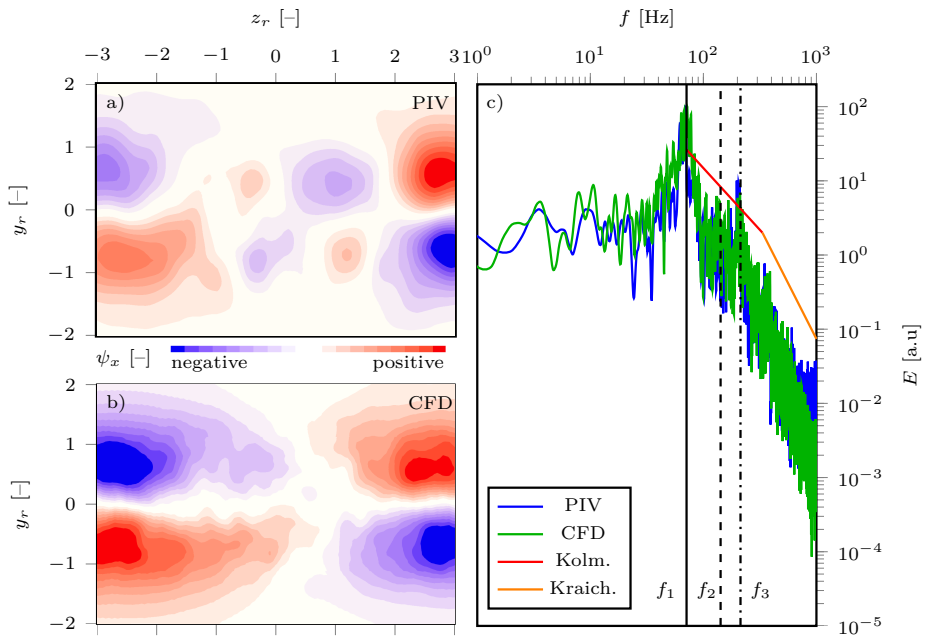 z_r [–]
f [Hz]
−3 −2 −1 0 1 2 3
10^0 10^1 10^2 10^3
a) PIV
y_r [–]
2
1
0
−1
−2
ψ_x [–]
negative positive
b) CFD
y_r [–]
2
1
0
−1
−2
c)
10^2
10^1
10^0
10^−1
10^−2
10^−3
10^−4
10^−5
E [a.u]
PIV
CFD
Kolm.
Kraich.
f_1 f_2 f_3